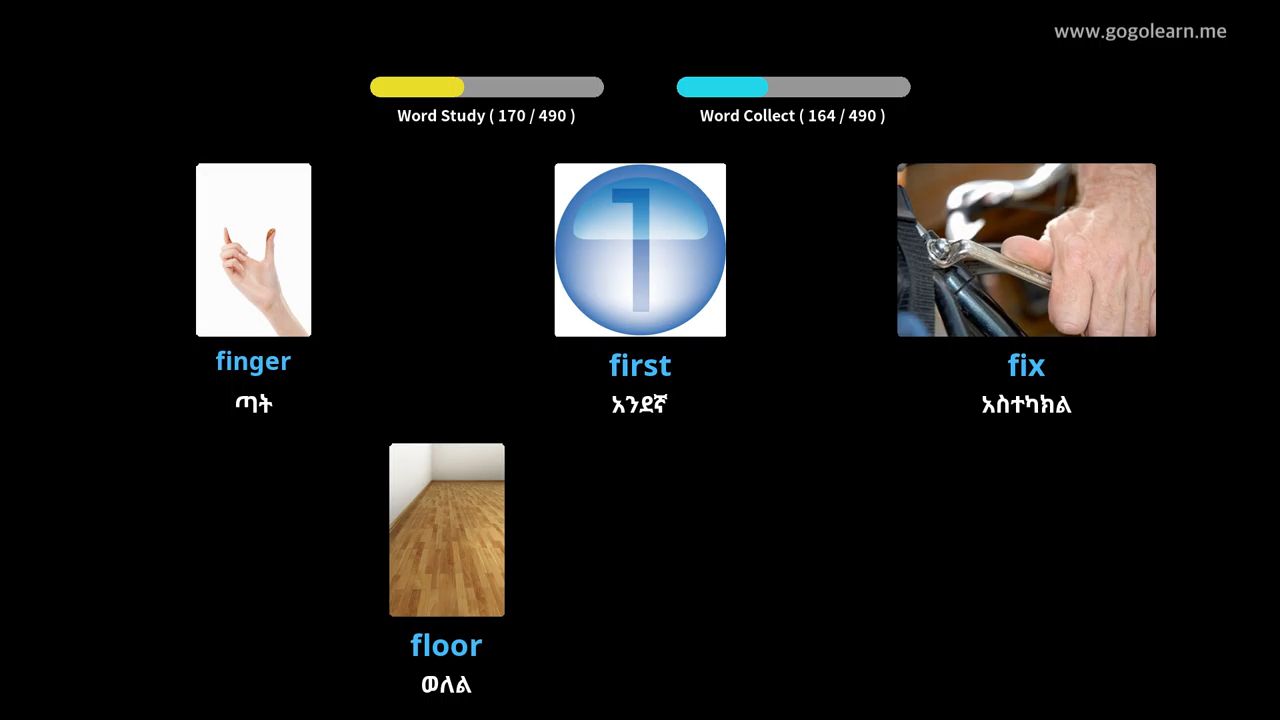 www.gogolearn.me
Word Study ( 170 / 490 )
Word Collect ( 164 / 490 )
1
finger
first
fix
ጣት
አንደኛ
አስተካክል
floor
ወለል